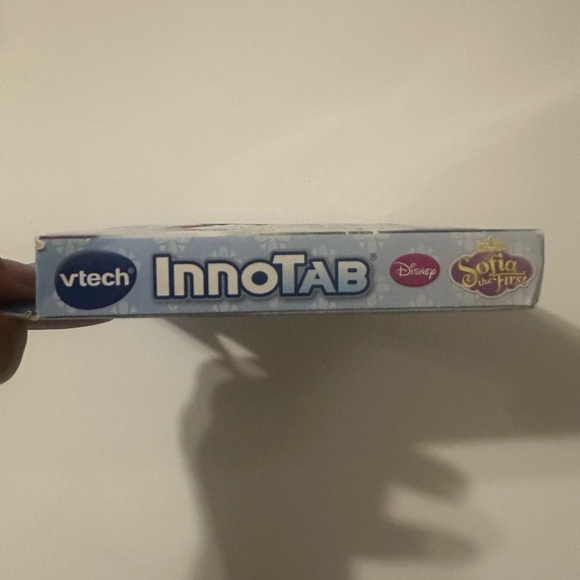 vtech®
InnoTAB®
Disney
Sofia
the First